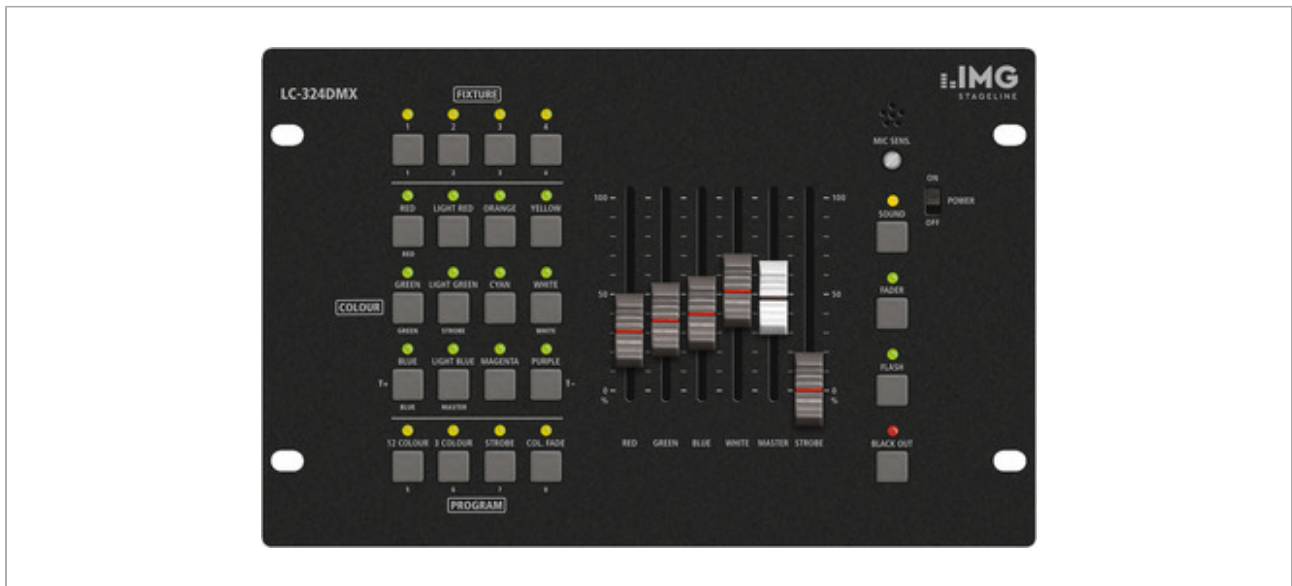 LC-324DMX
IMG
STAGELINE
FIXTURE
1 2 3 4
1 2 3 4
RED LIGHT RED ORANGE YELLOW
RED
GREEN LIGHT GREEN CYAN WHITE
COLOUR
GREEN STROBE WHITE
BLUE LIGHT BLUE MAGENTA PURPLE
T+ T-
BLUE MASTER
12 COLOUR 3 COLOUR STROBE COL. FADE
5 6 7 8
PROGRAM
100 100
50 50
0 0
% %
RED GREEN BLUE WHITE MASTER STROBE
MIC SENS.
ON
POWER
OFF
SOUND
FADER
FLASH
BLACK OUT